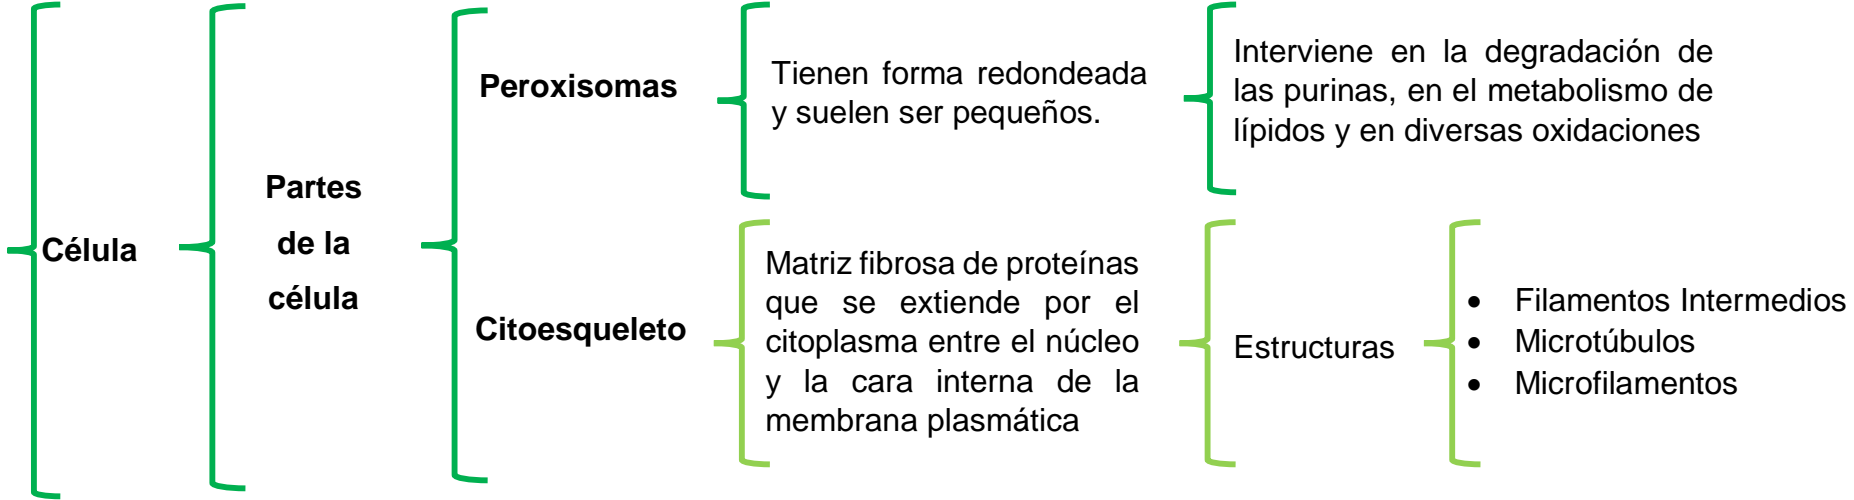 Célula
Partes
de la
célula
Peroxisomas
Tienen forma redondeada
y suelen ser pequeños.
Interviene en la degradación de
las purinas, en el metabolismo de
lípidos y en diversas oxidaciones
Citoesqueleto
Matriz fibrosa de proteínas
que se extiende por el
citoplasma entre el núcleo
y la cara interna de la
membrana plasmática
Estructuras
• Filamentos Intermedios
• Microtúbulos
• Microfilamentos